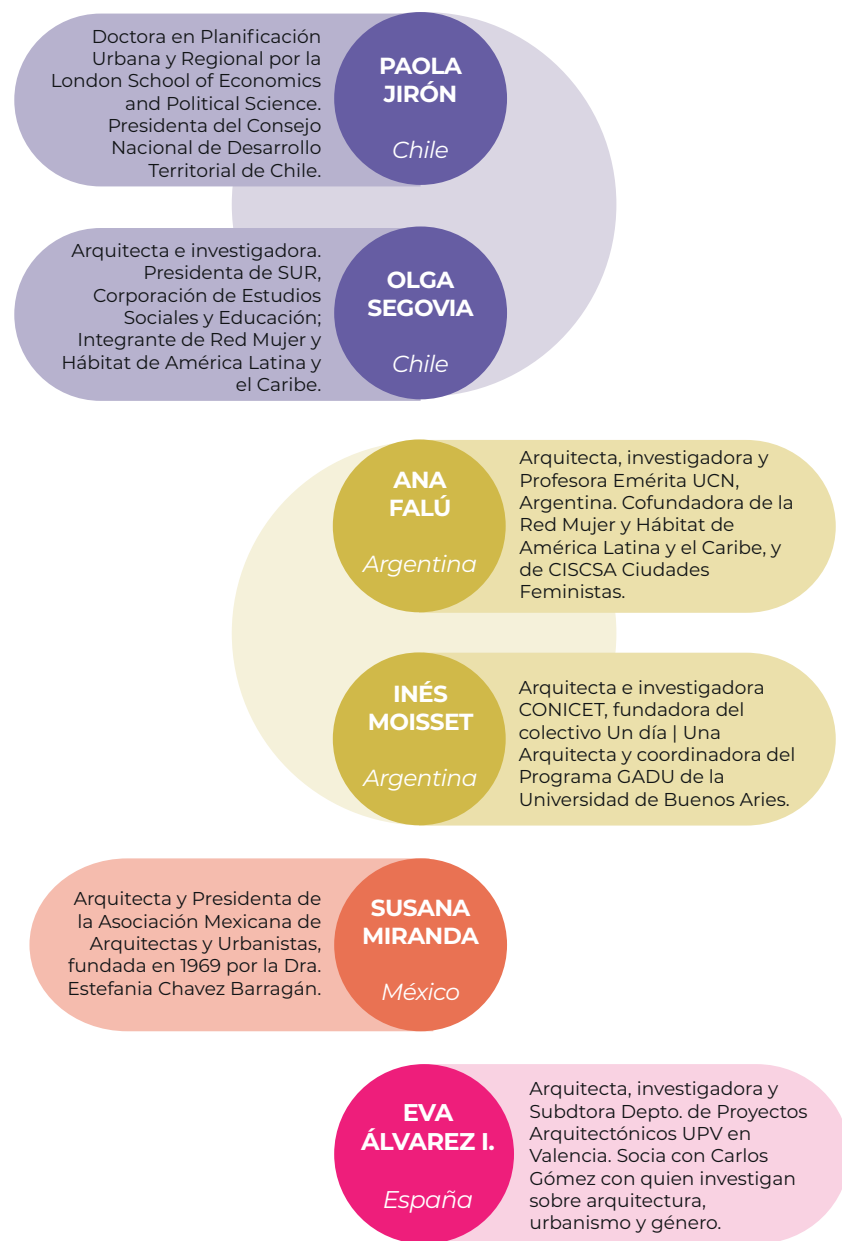 Doctora en Planificación
Urbana y Regional por la
London School of Economics
and Political Science.
Presidenta del Consejo
Nacional de Desarrollo
Territorial de Chile.
PAOLA
JIRÓN
Chile
Arquitecta e investigadora.
Presidenta de SUR,
Corporación de Estudios
Sociales y Educación;
Integrante de Red Mujer y
Hábitat de América Latina y
el Caribe.
OLGA
SEGOVIA
Chile
ANA
FALÚ
Argentina
Arquitecta, investigadora y
Profesora Emérita UCN,
Argentina. Cofundadora de la
Red Mujer y Hábitat de
América Latina y el Caribe, y
de CISCSA Ciudades
Feministas.
INÉS
MOISSET
Argentina
Arquitecta e investigadora
CONICET, fundadora del
colectivo Un día | Una
Arquitecta y coordinadora del
Programa GADU de la
Universidad de Buenos Aries.
Arquitecta y Presidenta de
la Asociación Mexicana de
Arquitectas y Urbanistas,
fundada en 1969 por la Dra.
Estefania Chavez Barragán.
SUSANA
MIRANDA
México
EVA
ÁLVAREZ I.
España
Arquitecta, investigadora y
Subdtora Depto. de Proyectos
Arquitectónicos UPV en
Valencia. Socia con Carlos
Gómez con quien investigan
sobre arquitectura,
urbanismo y género.